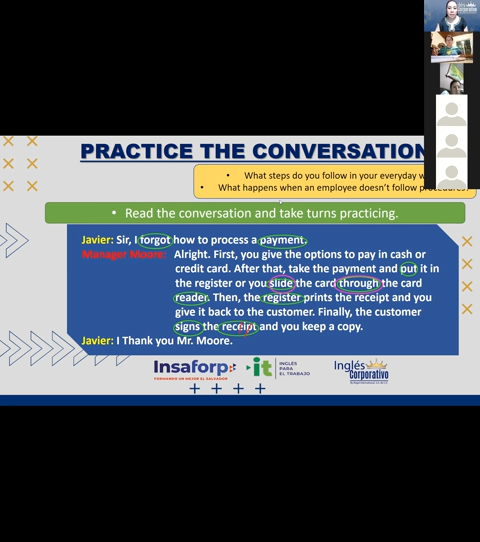 Inglés
Corporativo
PRACTICE THE CONVERSATION
• What steps do you follow in your everyday w
• What happens when an employee doesn't follow procedures?
• Read the conversation and take turns practicing.
Javier: Sir, I forgot how to process a payment.
Manager Moore: Alright. First, you give the options to pay in cash or
credit card. After that, take the payment and put it in
the register or you slide the card through the card
reader. Then, the register prints the receipt and you
give it back to the customer. Finally, the customer
signs the receipt and you keep a copy.
Javier: I Thank you Mr. Moore.
Insaforp
FORMANDO UN MEJOR EL SALVADOR
it
INGLÉS
PARA
EL TRABAJO
Inglés
Corporativo